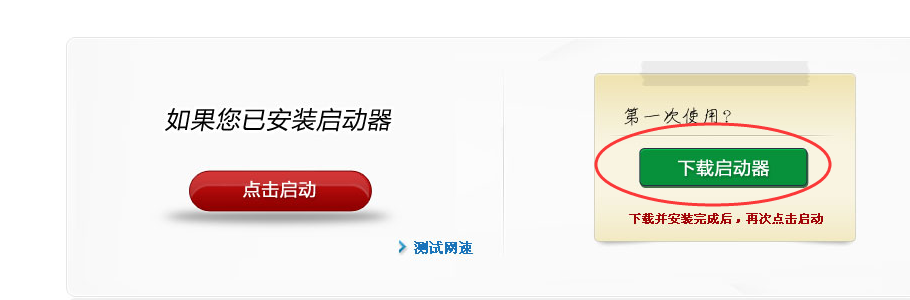 如果您已安装启动器
点击启动
测试网速
第一次使用？
下载启动器
下载并安装完成后，再次点击启动